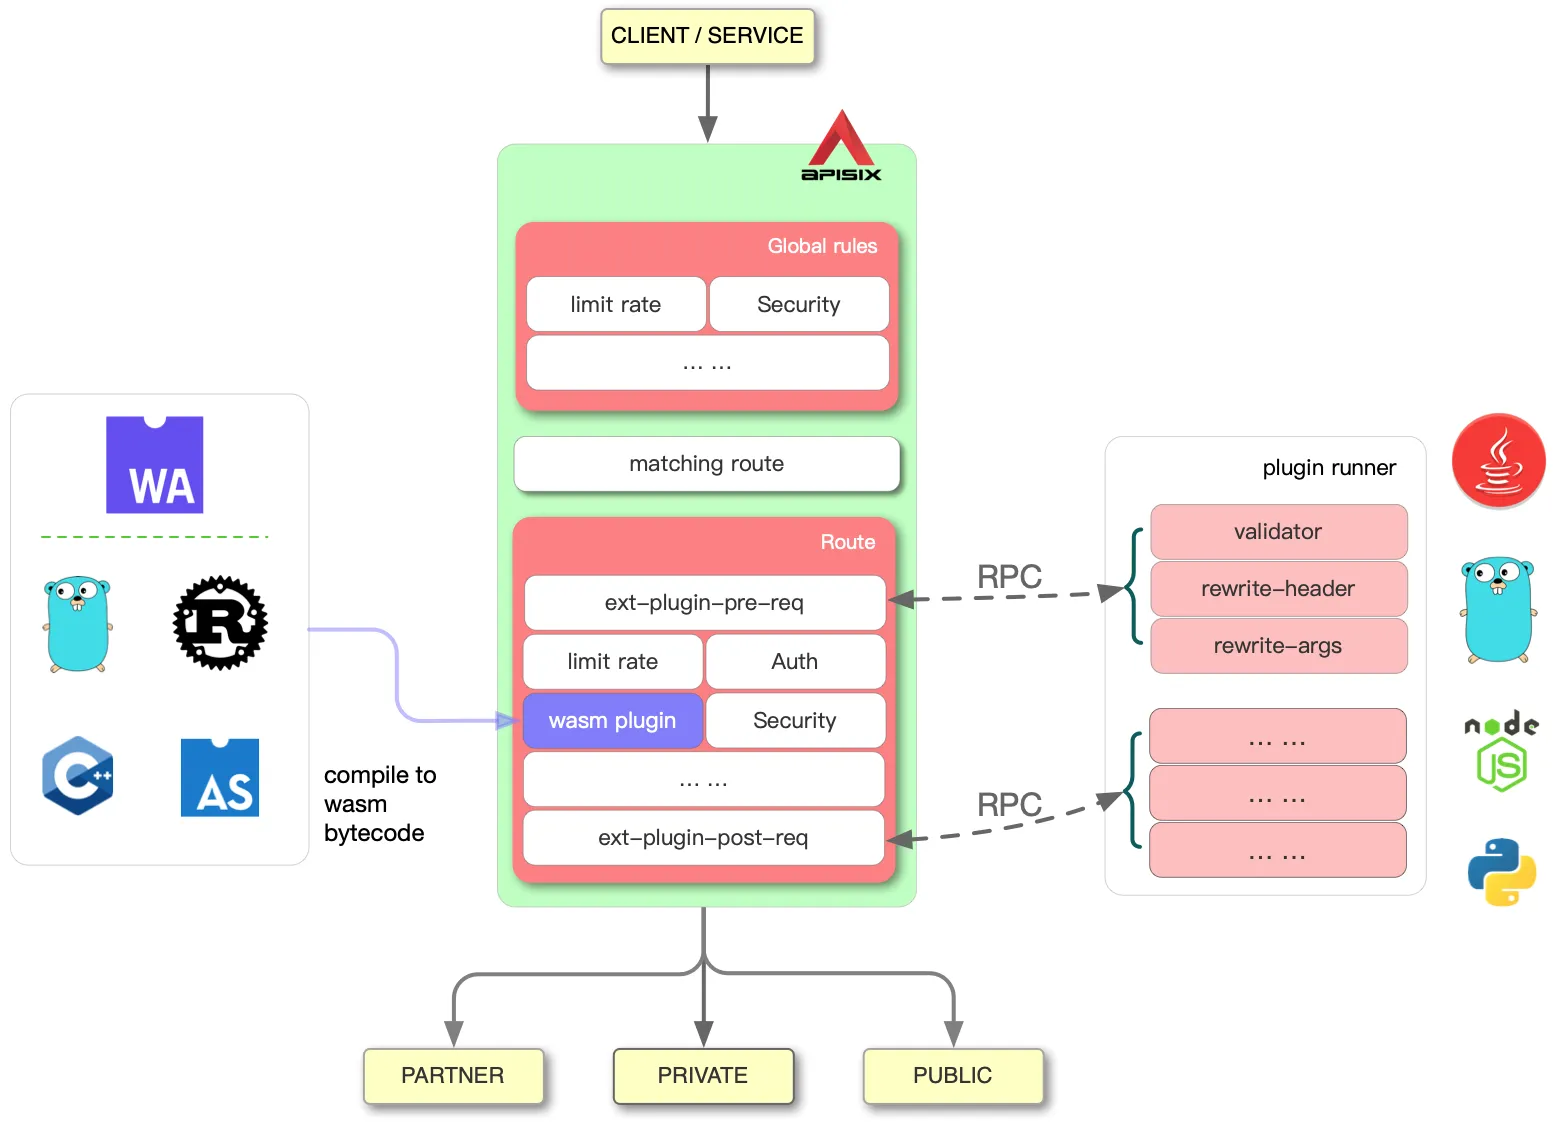 CLIENT / SERVICE
APISIX
Global rules
limit rate
Security
... ...
matching route
Route
ext-plugin-pre-req
limit rate
Auth
wasm plugin
Security
... ...
ext-plugin-post-req
WA
R
C++
AS
compile to
wasm
bytecode
RPC
RPC
plugin runner
validator
rewrite-header
rewrite-args
... ...
... ...
... ...
node
JS
PARTNER
PRIVATE
PUBLIC